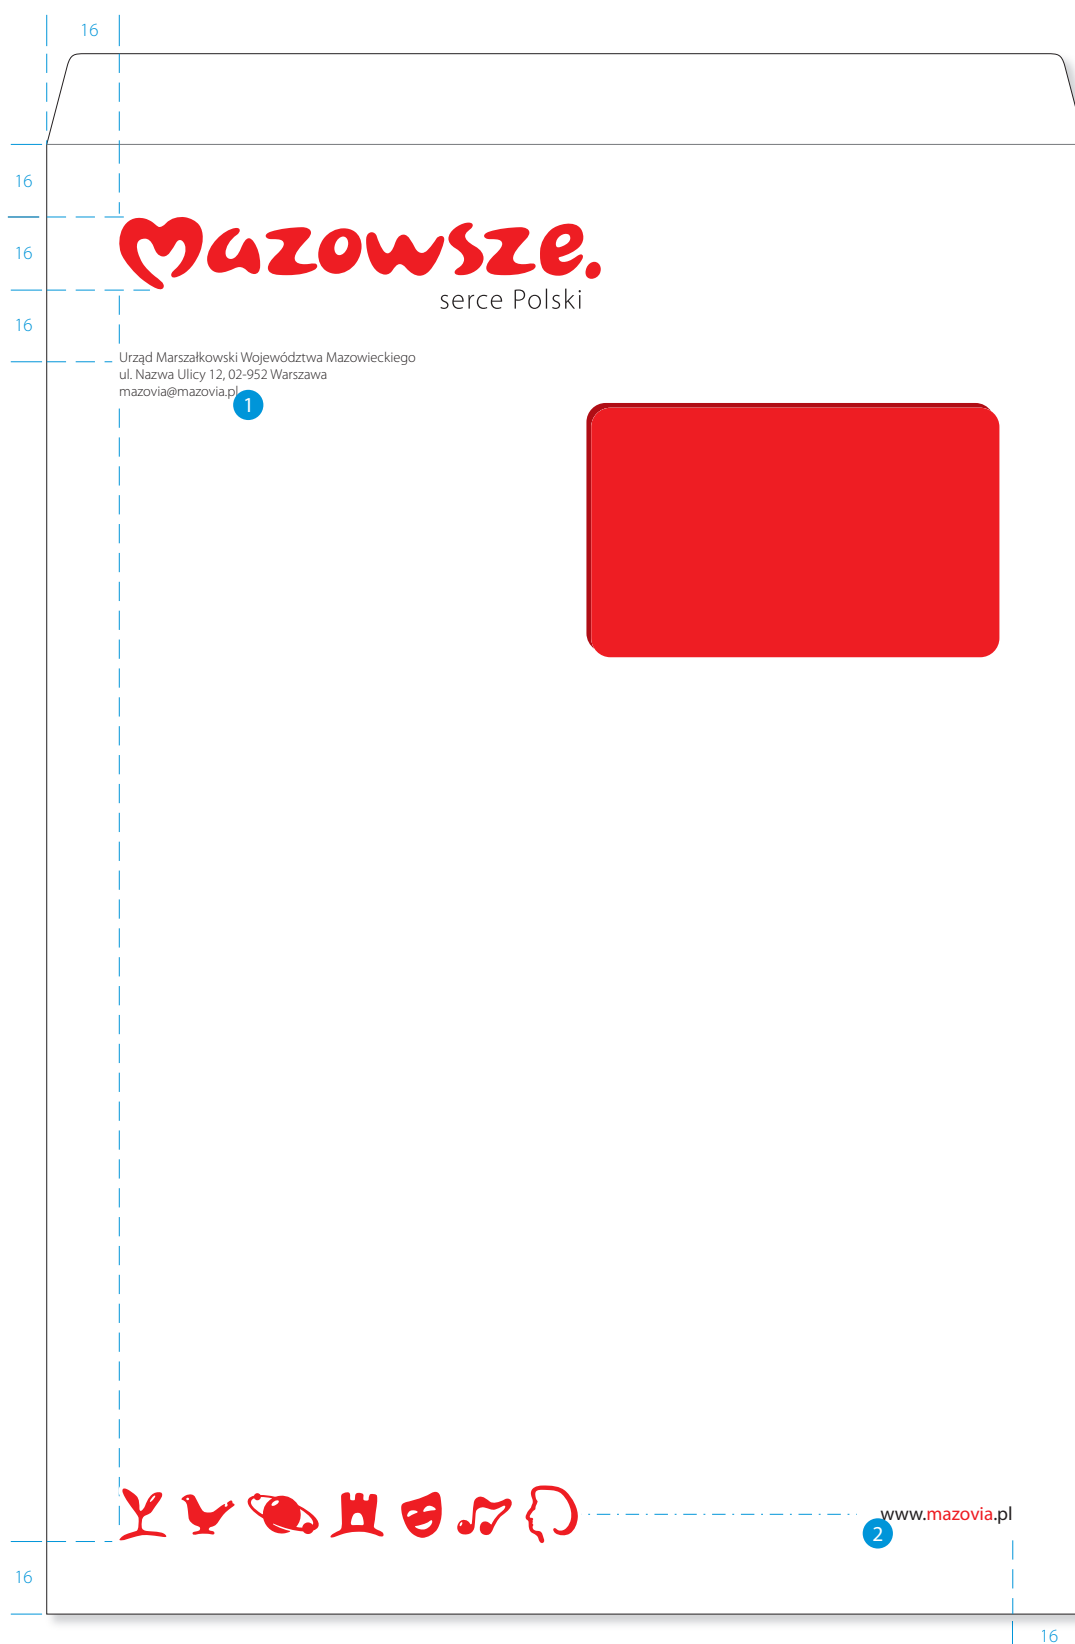 16
16
Mazowsze.
16
serce Polski
16
Urząd Marszałkowski Województwa Mazowieckiego
ul. Nazwa Ulicy 12, 02-952 Warszawa
mazovia@mazovia.pl
1
www.mazovia.pl
2
16
16